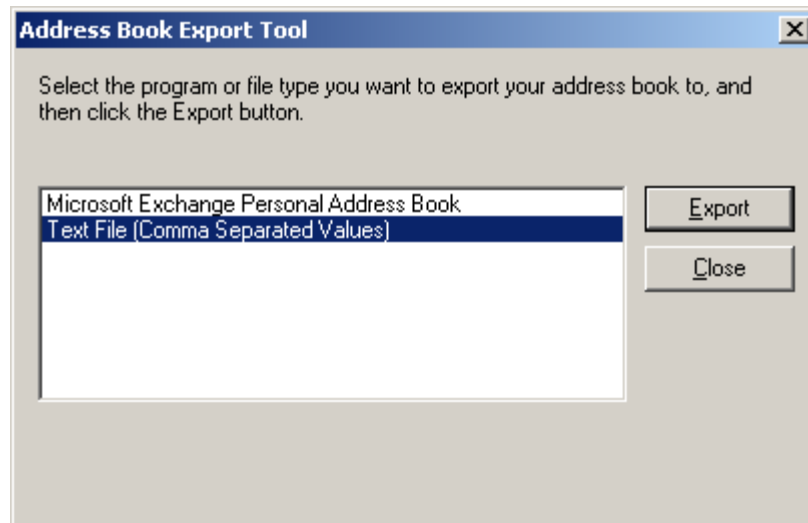 Address Book Export Tool
Select the program or file type you want to export your address book to, and
then click the Export button.
Microsoft Exchange Personal Address Book
Text File (Comma Separated Values)
Export
Close